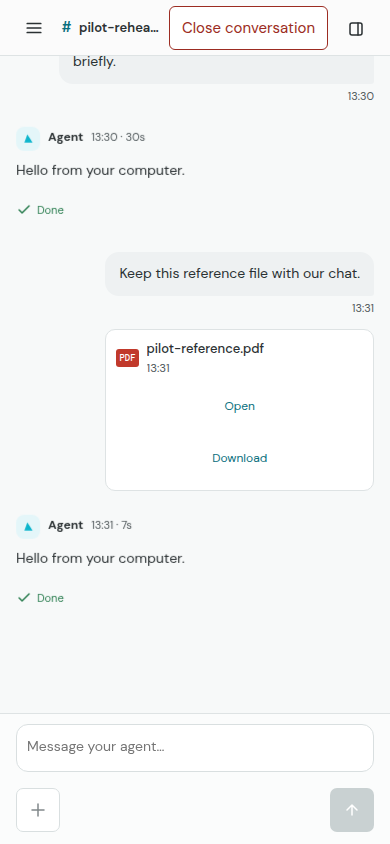 # pilot-rehea...
Close conversation
briefly.
13:30
Agent 13:30 · 30s
Hello from your computer.
Done
Keep this reference file with our chat.
13:31
PDF
pilot-reference.pdf
13:31
Open
Download
Agent 13:31 · 7s
Hello from your computer.
Done
Message your agent...